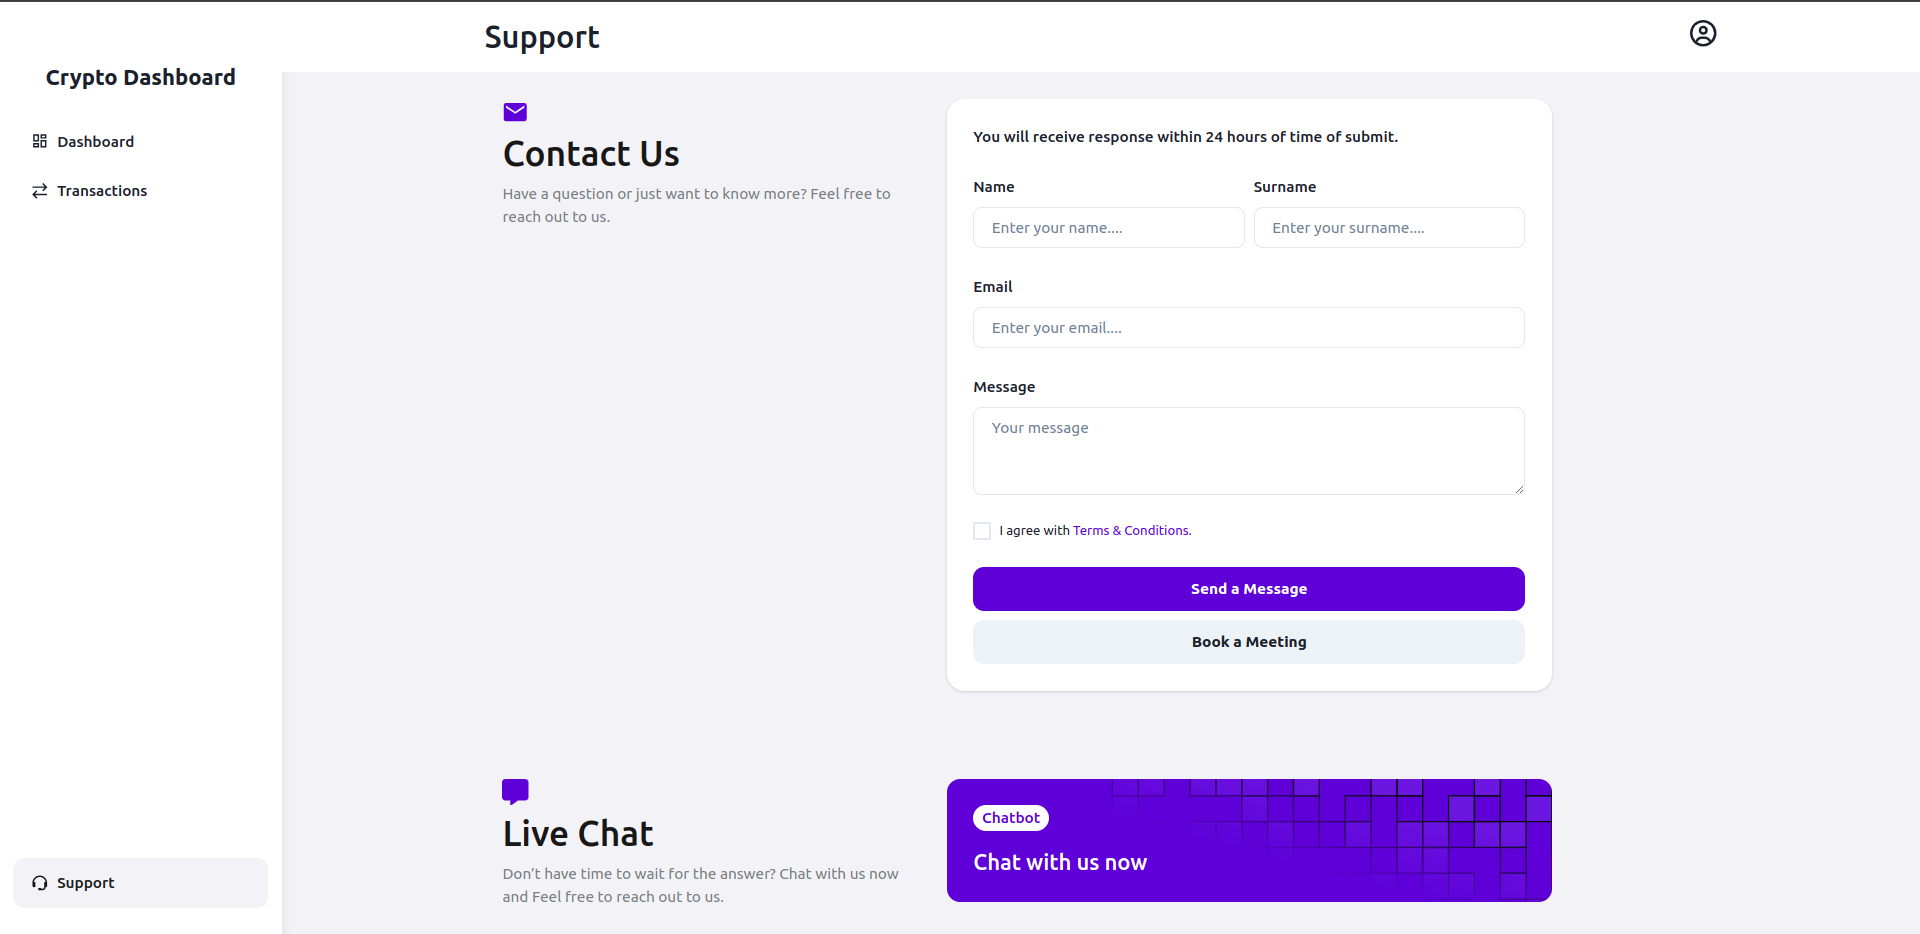 Support
Crypto Dashboard
Dashboard
Transactions
Support
Contact Us
Have a question or just want to know more? Feel free to
reach out to us.
You will receive response within 24 hours of time of submit.
Name
Surname
Enter your name....
Enter your surname....
Email
Enter your email....
Message
Your message
I agree with Terms & Conditions.
Send a Message
Book a Meeting
Live Chat
Don't have time to wait for the answer? Chat with us now
and Feel free to reach out to us.
Chatbot
Chat with us now